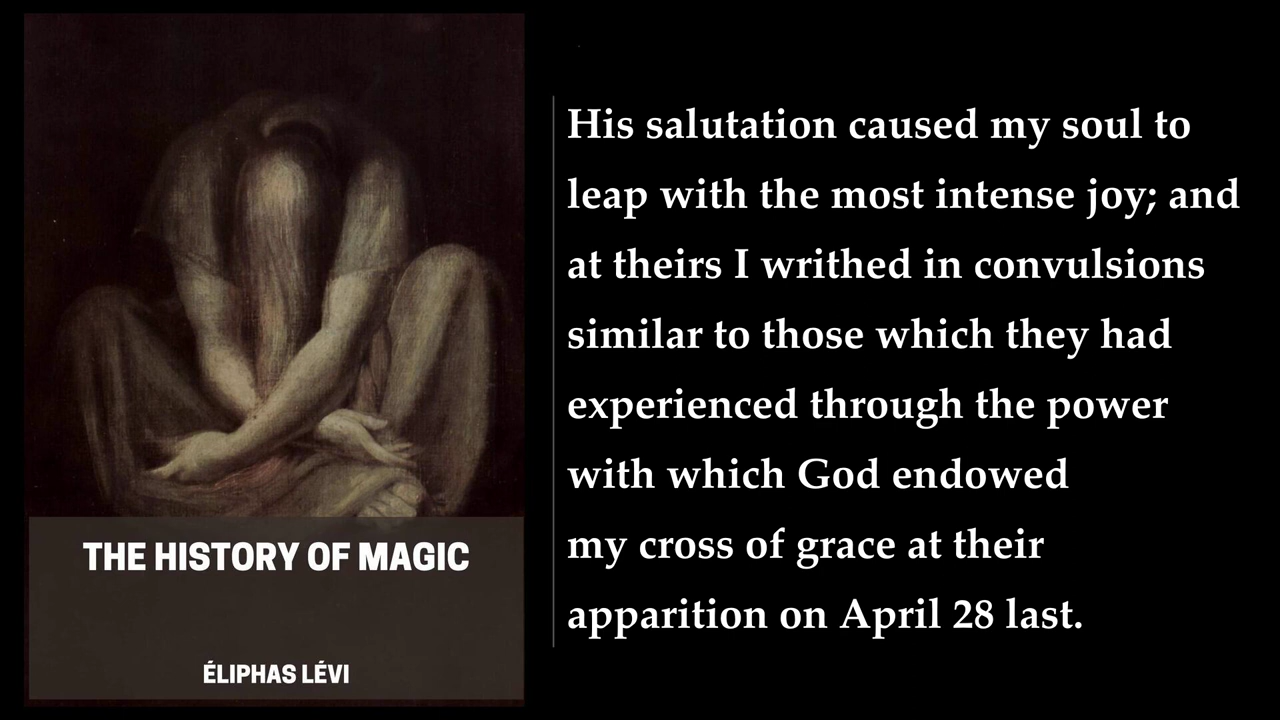 THE HISTORY OF MAGIC
ÉLIPHAS LÉVI
His salutation caused my soul to
leap with the most intense joy; and
at theirs I writhed in convulsions
similar to those which they had
experienced through the power
with which God endowed
my cross of grace at their
apparition on April 28 last.